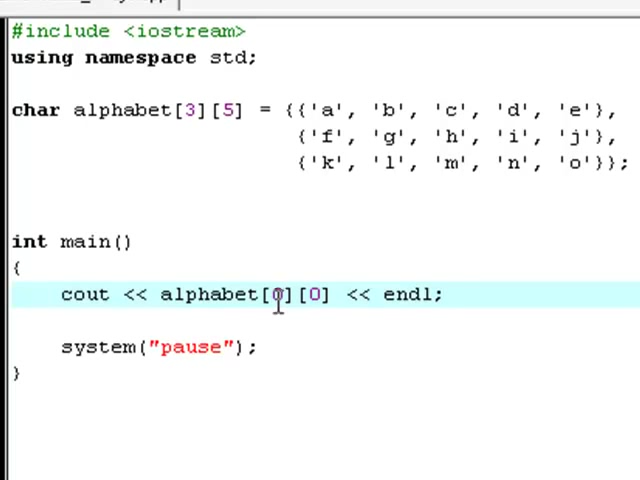 #include <iostream>
using namespace std;
char alphabet[3][5] = {{'a', 'b', 'c', 'd', 'e'},
{'f', 'g', 'h', 'i', 'j'},
{'k', 'l', 'm', 'n', 'o'}};
int main()
{
cout << alphabet[0][0] << endl;
system("pause");
}